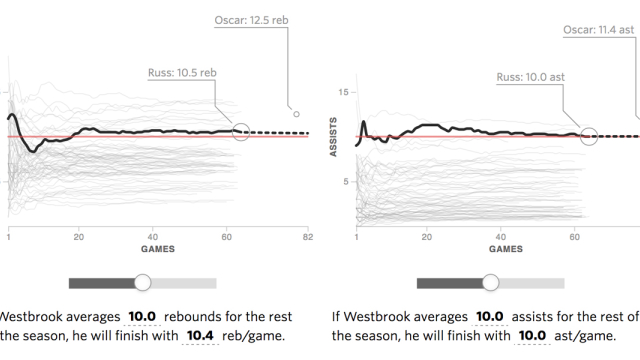 Oscar: 12.5 reb
Russ: 10.5 reb
1
20
40
60
82
GAMES
Westbrook averages 10.0 rebounds for the rest
the season, he will finish with 10.4 reb/game.
Oscar: 11.4 ast
Russ: 10.0 ast
ASSISTS
15
5
1
20
40
60
GAMES
If Westbrook averages 10.0 assists for the rest of
the season, he will finish with 10.0 ast/game.